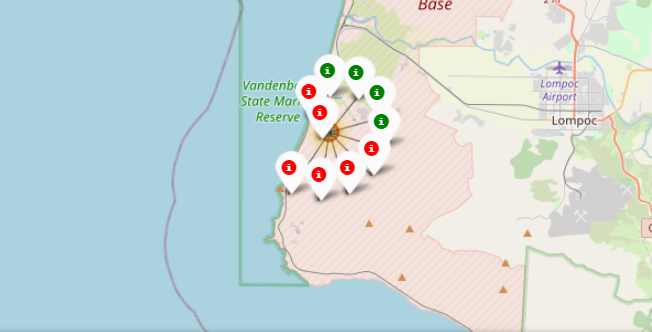 Base
Vandenb
State Mar
Reserve
Lompoc
Airport
Lompoc